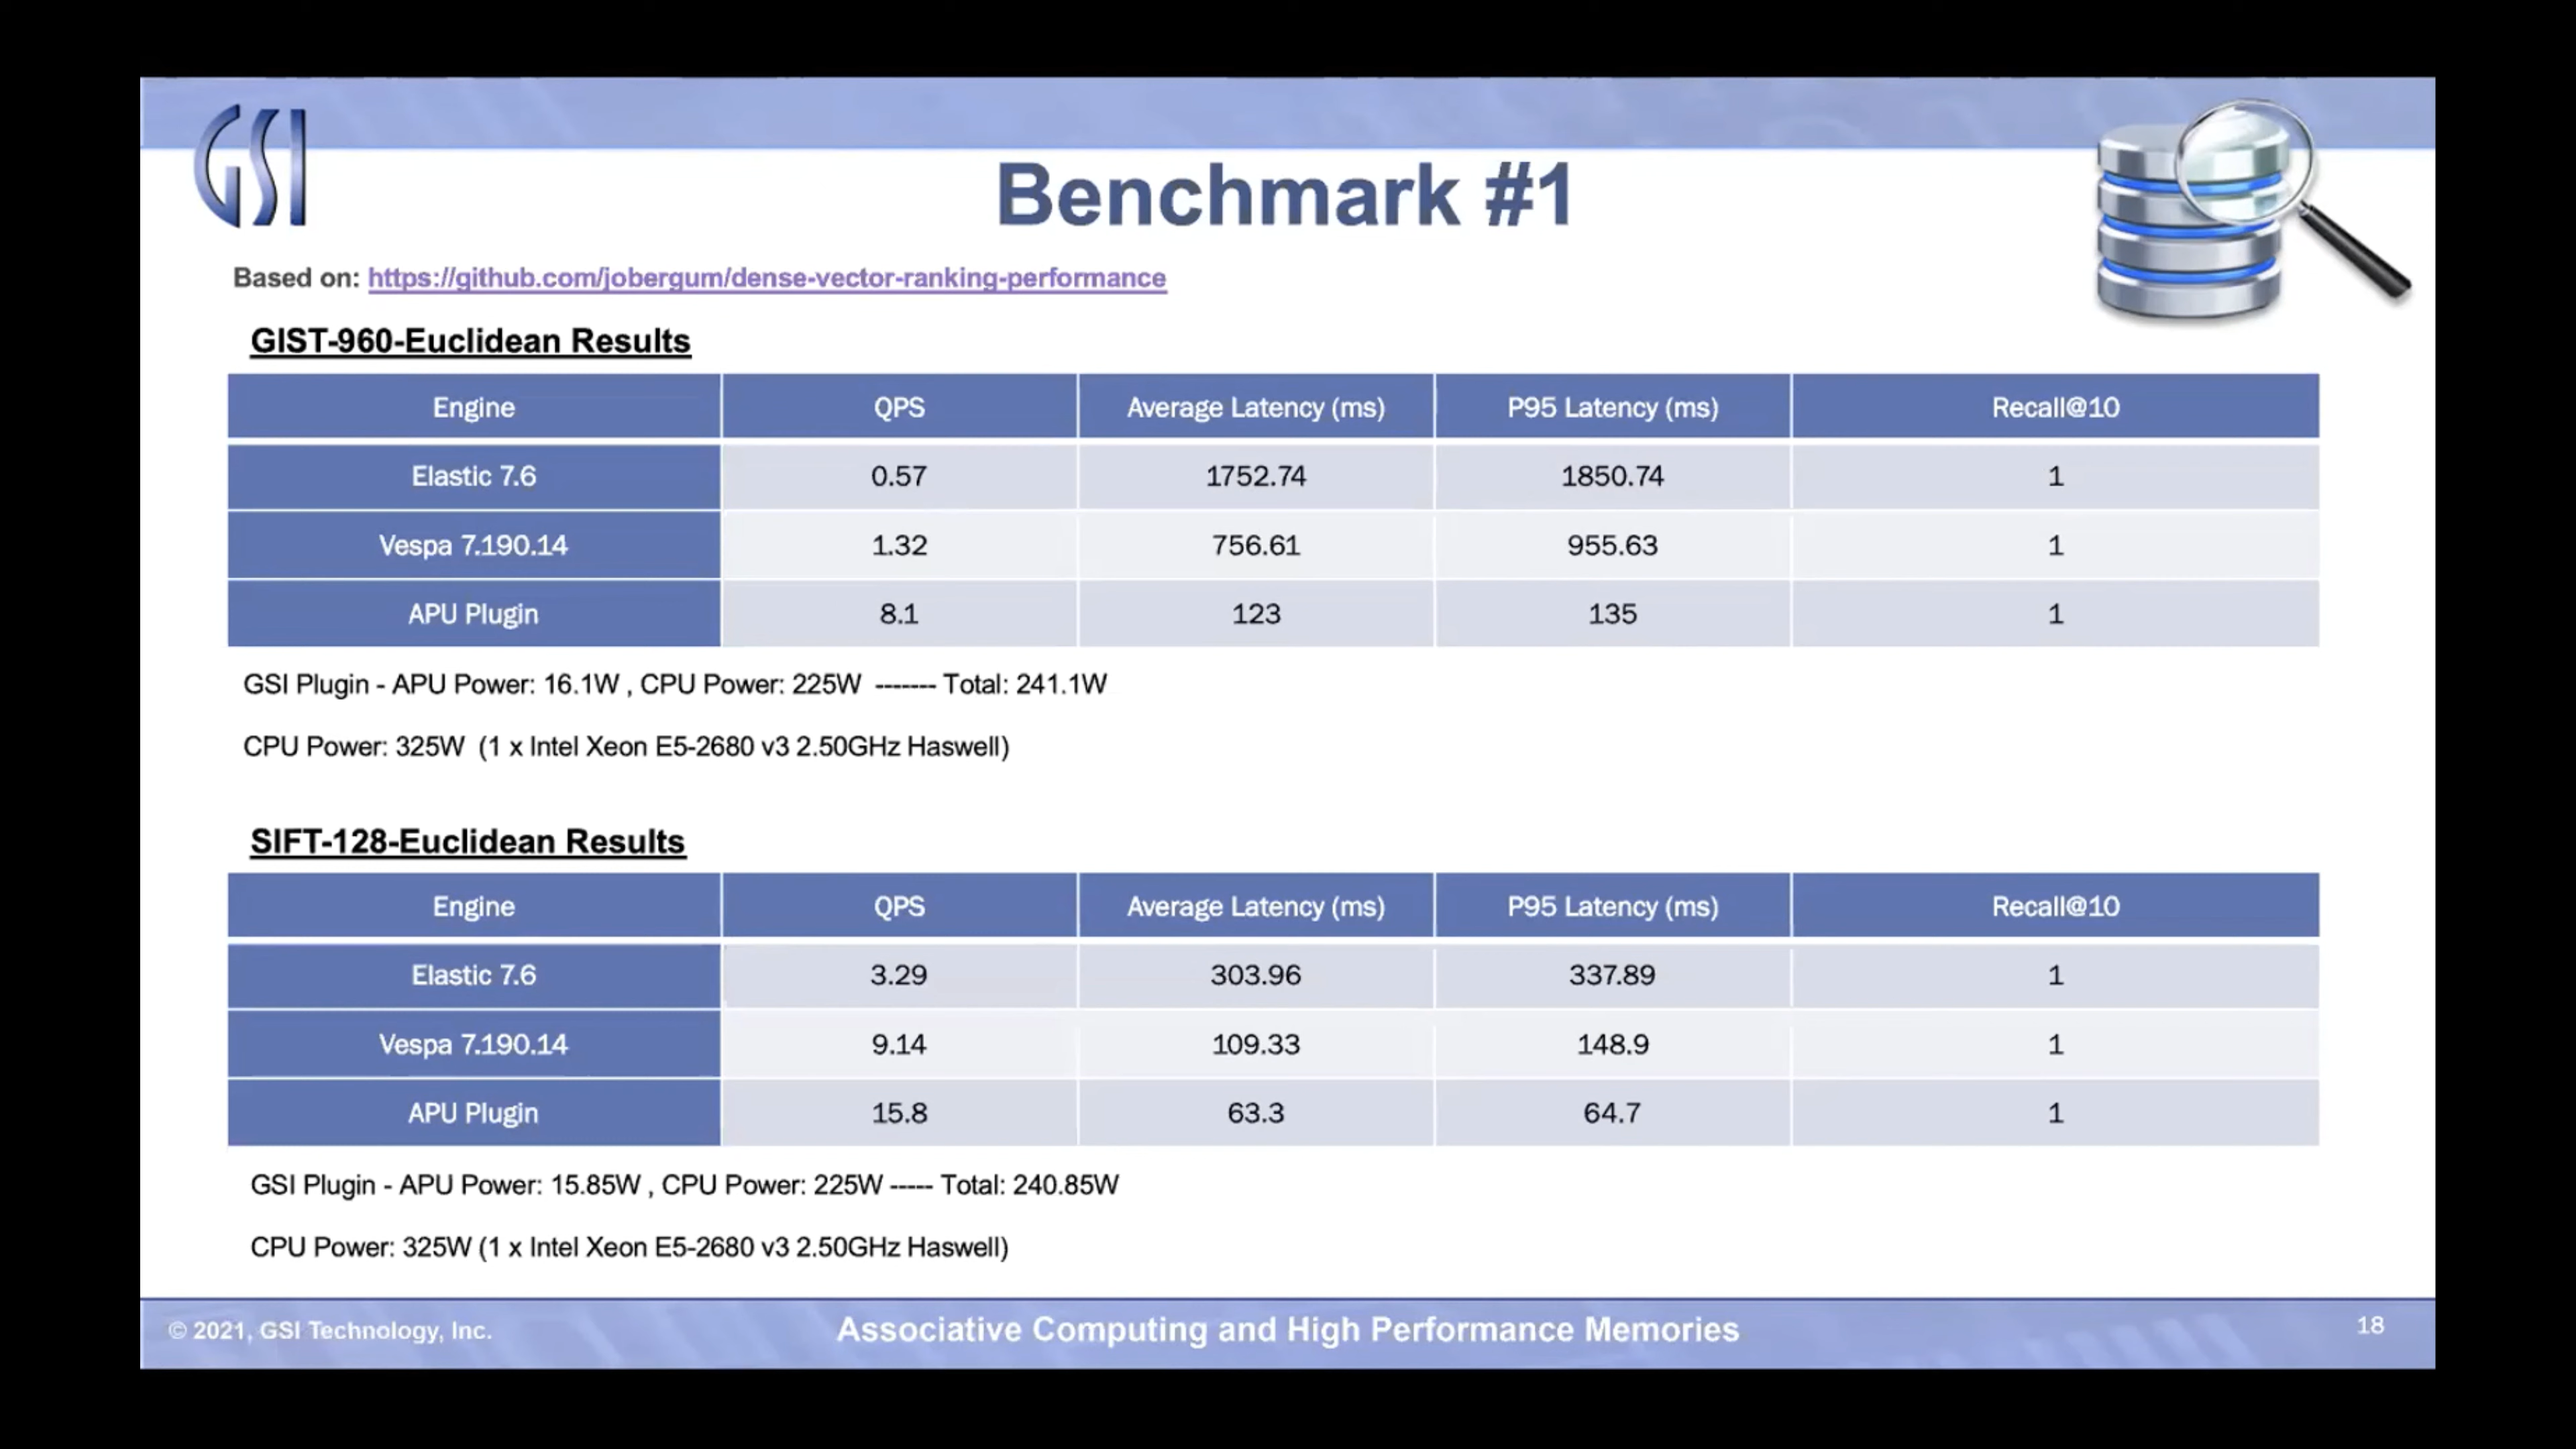 GSI
Benchmark #1
Based on: https://github.com/jobergum/dense-vector-ranking-performance
GIST-960-Euclidean Results
Engine QPS Average Latency (ms) P95 Latency (ms) Recall@10
Elastic 7.6 0.57 1752.74 1850.74 1
Vespa 7.190.14 1.32 756.61 955.63 1
APU Plugin 8.1 123 135 1
GSI Plugin - APU Power: 16.1W , CPU Power: 225W ------- Total: 241.1W
CPU Power: 325W (1 x Intel Xeon E5-2680 v3 2.50GHz Haswell)
SIFT-128-Euclidean Results
Engine QPS Average Latency (ms) P95 Latency (ms) Recall@10
Elastic 7.6 3.29 303.96 337.89 1
Vespa 7.190.14 9.14 109.33 148.9 1
APU Plugin 15.8 63.3 64.7 1
GSI Plugin - APU Power: 15.85W , CPU Power: 225W ----- Total: 240.85W
CPU Power: 325W (1 x Intel Xeon E5-2680 v3 2.50GHz Haswell)
© 2021, GSI Technology, Inc. Associative Computing and High Performance Memories 18